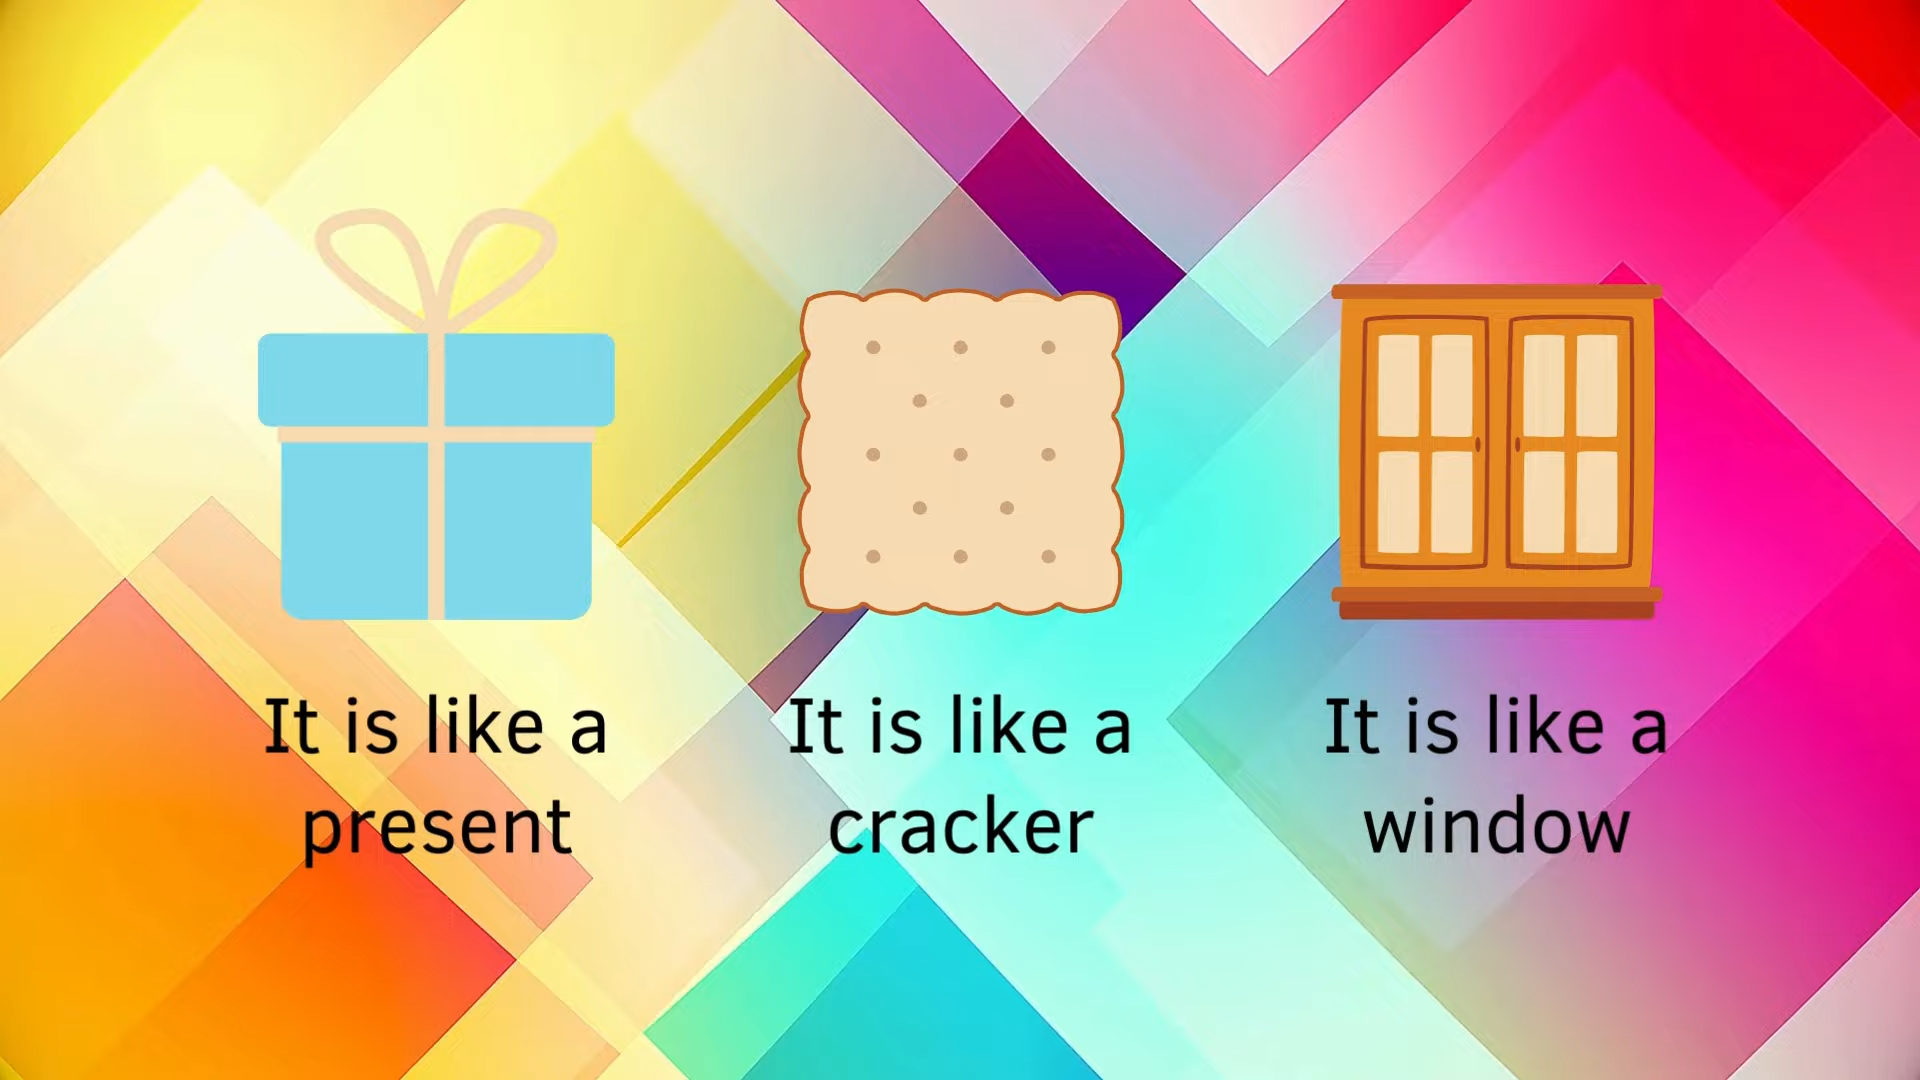 It is like a
present
It is like a
cracker
It is like a
window